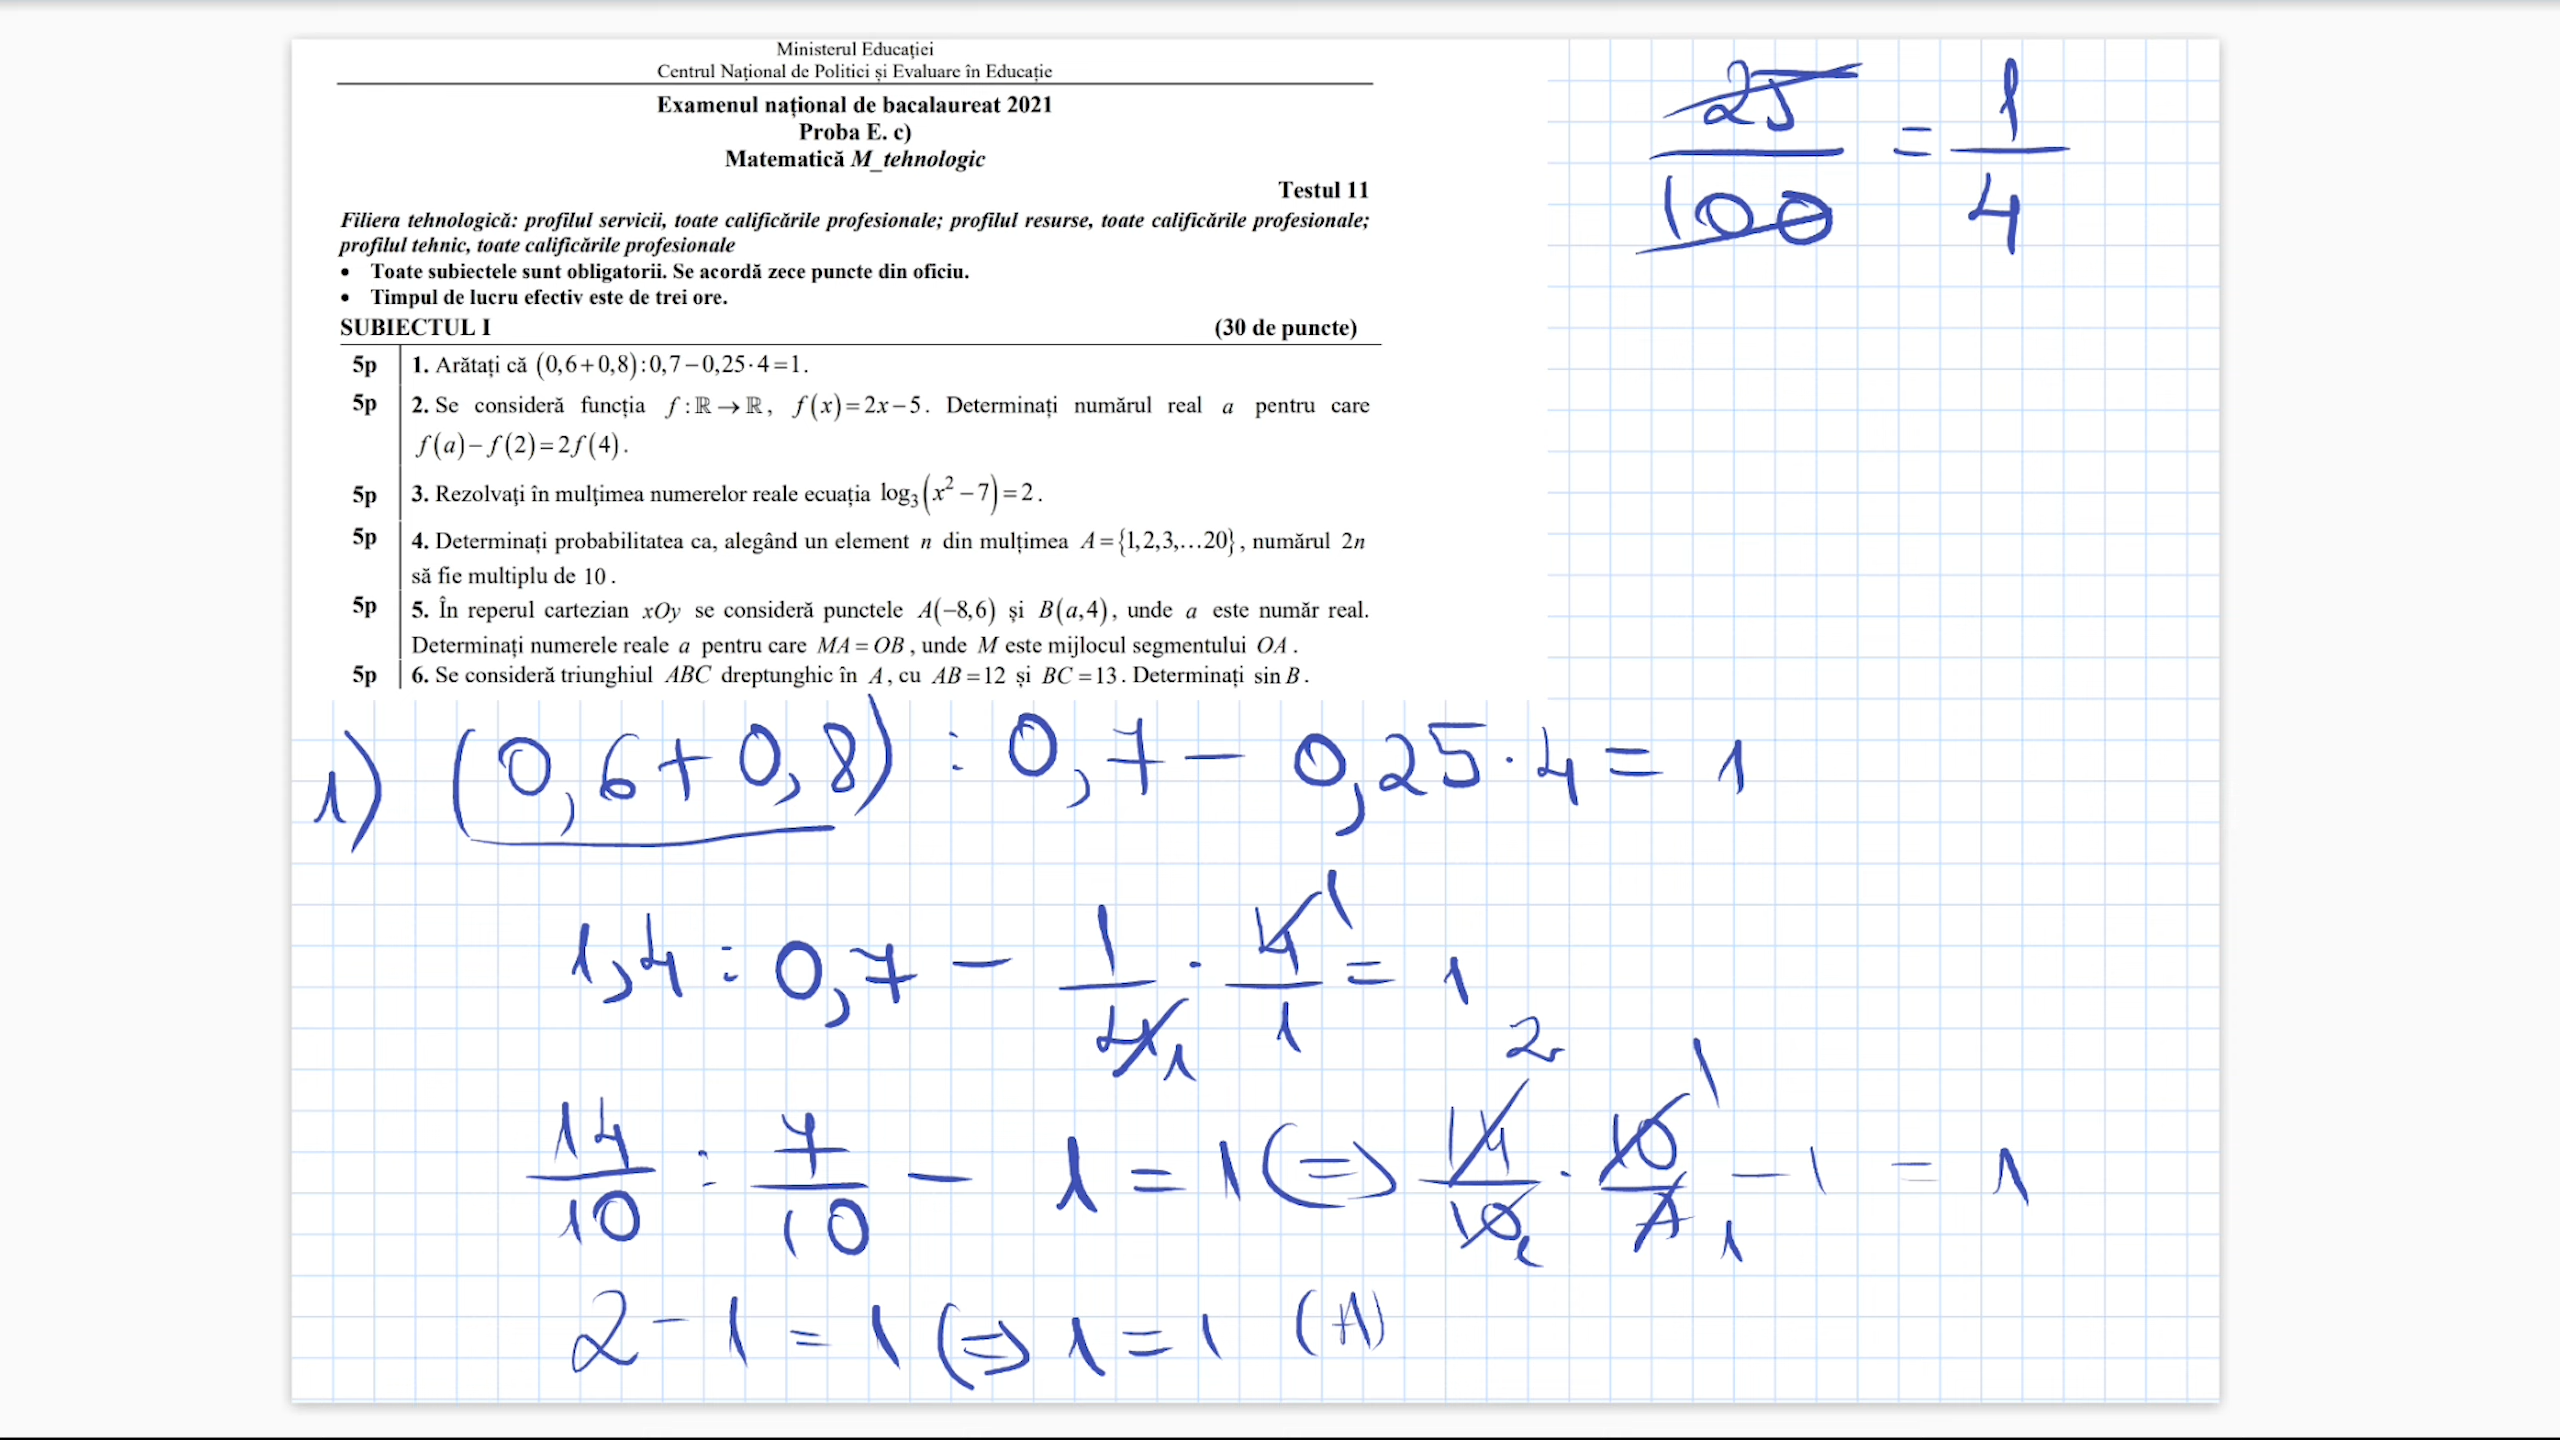 Ministerul Educației
Centrul Național de Politici și Evaluare în Educație
Examenul național de bacalaureat 2021
Proba E. c)
Matematică M_tehnologic
Testul 11
Filiera tehnologică: profilul servicii, toate calificările profesionale; profilul resurse, toate calificările profesionale;
profilul tehnic, toate calificările profesionale
• Toate subiectele sunt obligatorii. Se acordă zece puncte din oficiu.
• Timpul de lucru efectiv este de trei ore.
SUBIECTUL I (30 de puncte)
5p 1. Arătați că (0,6+0,8):0,7−0,25·4=1.
5p 2. Se consideră funcția f:ℝ→ℝ, f(x)=2x−5. Determinați numărul real a pentru care
f(a)−f(2)=2f(4).
5p 3. Rezolvați în mulțimea numerelor reale ecuația log₃(x²−7)=2.
5p 4. Determinați probabilitatea ca, alegând un element n din mulțimea A={1,2,3,…20}, numărul 2n
să fie multiplu de 10.
5p 5. În reperul cartezian xOy se consideră punctele A(−8,6) și B(a,4), unde a este număr real.
Determinați numerele reale a pentru care MA=OB, unde M este mijlocul segmentului OA.
5p 6. Se consideră triunghiul ABC dreptunghic în A, cu AB=12 și BC=13. Determinați sin B.
25/100 = 1/4
1) (0,6+0,8) : 0,7 − 0,25·4 = 1
1,4 : 0,7 − 1/4 1 · 4/1 1 = 1
14/10 : 7/10 − 1 = 1 (=) 14/10 2 1 · 10/7 1 1 − 1 = 1
2 − 1 = 1 (=) 1 = 1 (A)